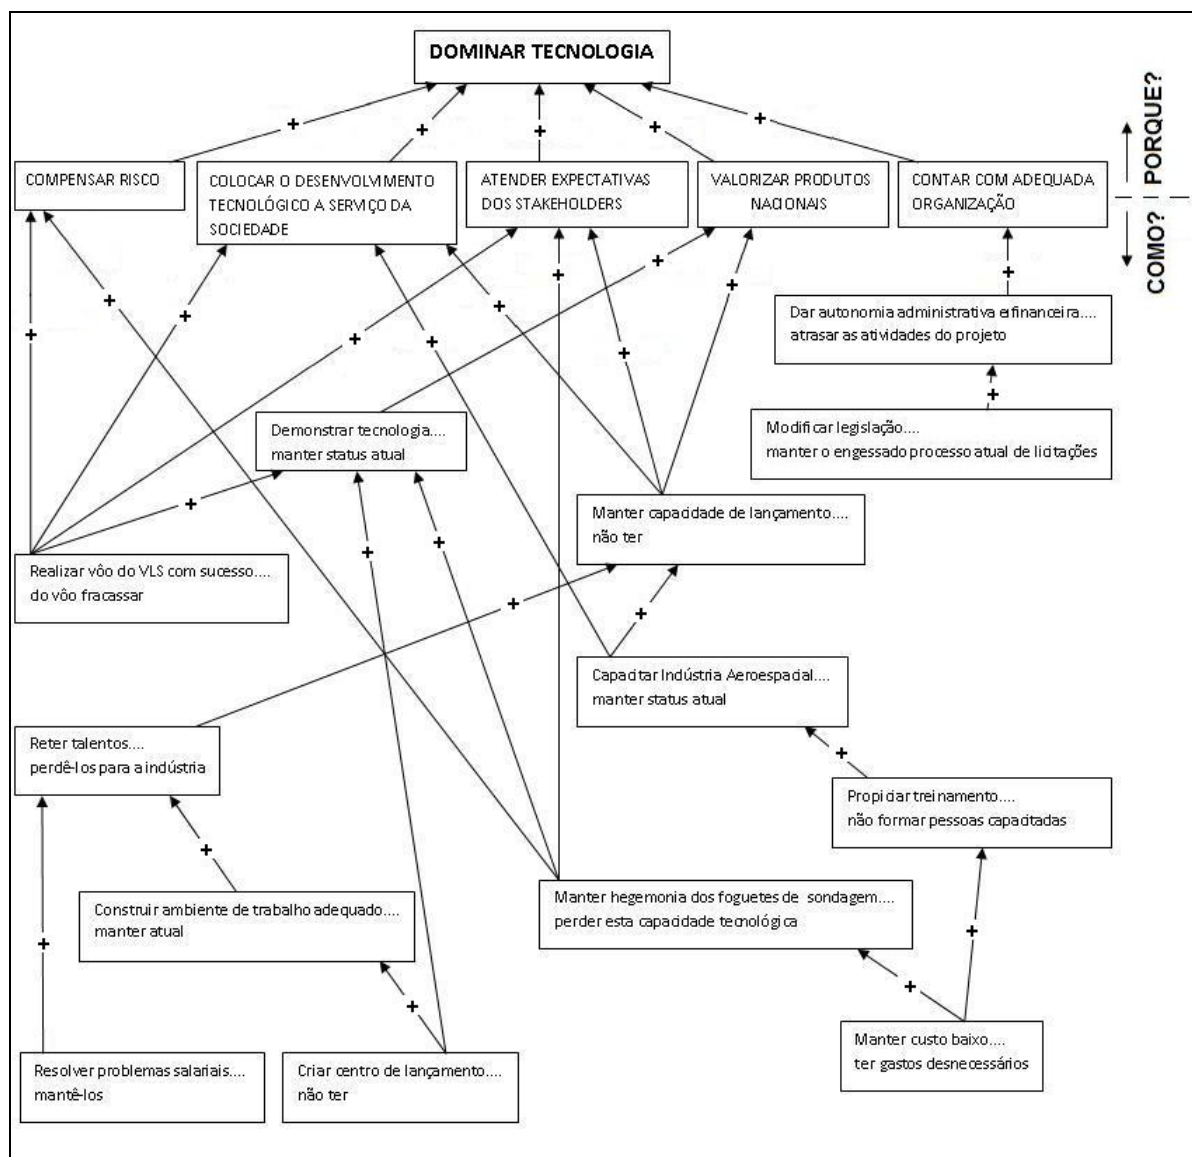 DOMINAR TECNOLOGIA
PORQUE?
COMO?
COMPENSAR RISCO
COLOCAR O DESENVOLVIMENTO
TECNOLÓGICO A SERVIÇO DA
SOCIEDADE
ATENDER EXPECTATIVAS
DOS STAKEHOLDERS
VALORIZAR PRODUTOS
NACIONAIS
CONTAR COM ADEQUADA
ORGANIZAÇÃO
Dar autonomia administrativa eifinanceira....
atrasar as atividades do projeto
Demonstrar tecnologia....
manter status atual
Modificar legislação....
manter o engessado processo atual de licitações
Manter capacidade de lançamento....
não ter
Realizar vôo do VLS com sucesso....
do vôo fracassar
Capacitar Indústria Aeroespacial....
manter status atual
Reter talentos....
perdê-los para a indústria
Propiciar treinamento....
não formar pessoas capacitadas
Construir ambiente de trabalho adequado....
manter atual
Manter hegemonia dos foguetes de sondagem....
perder esta capacidade tecnológica
Manter custo baixo....
ter gastos desnecessários
Resolver problemas salariais....
mantê-los
Criar centro de lançamento....
não ter